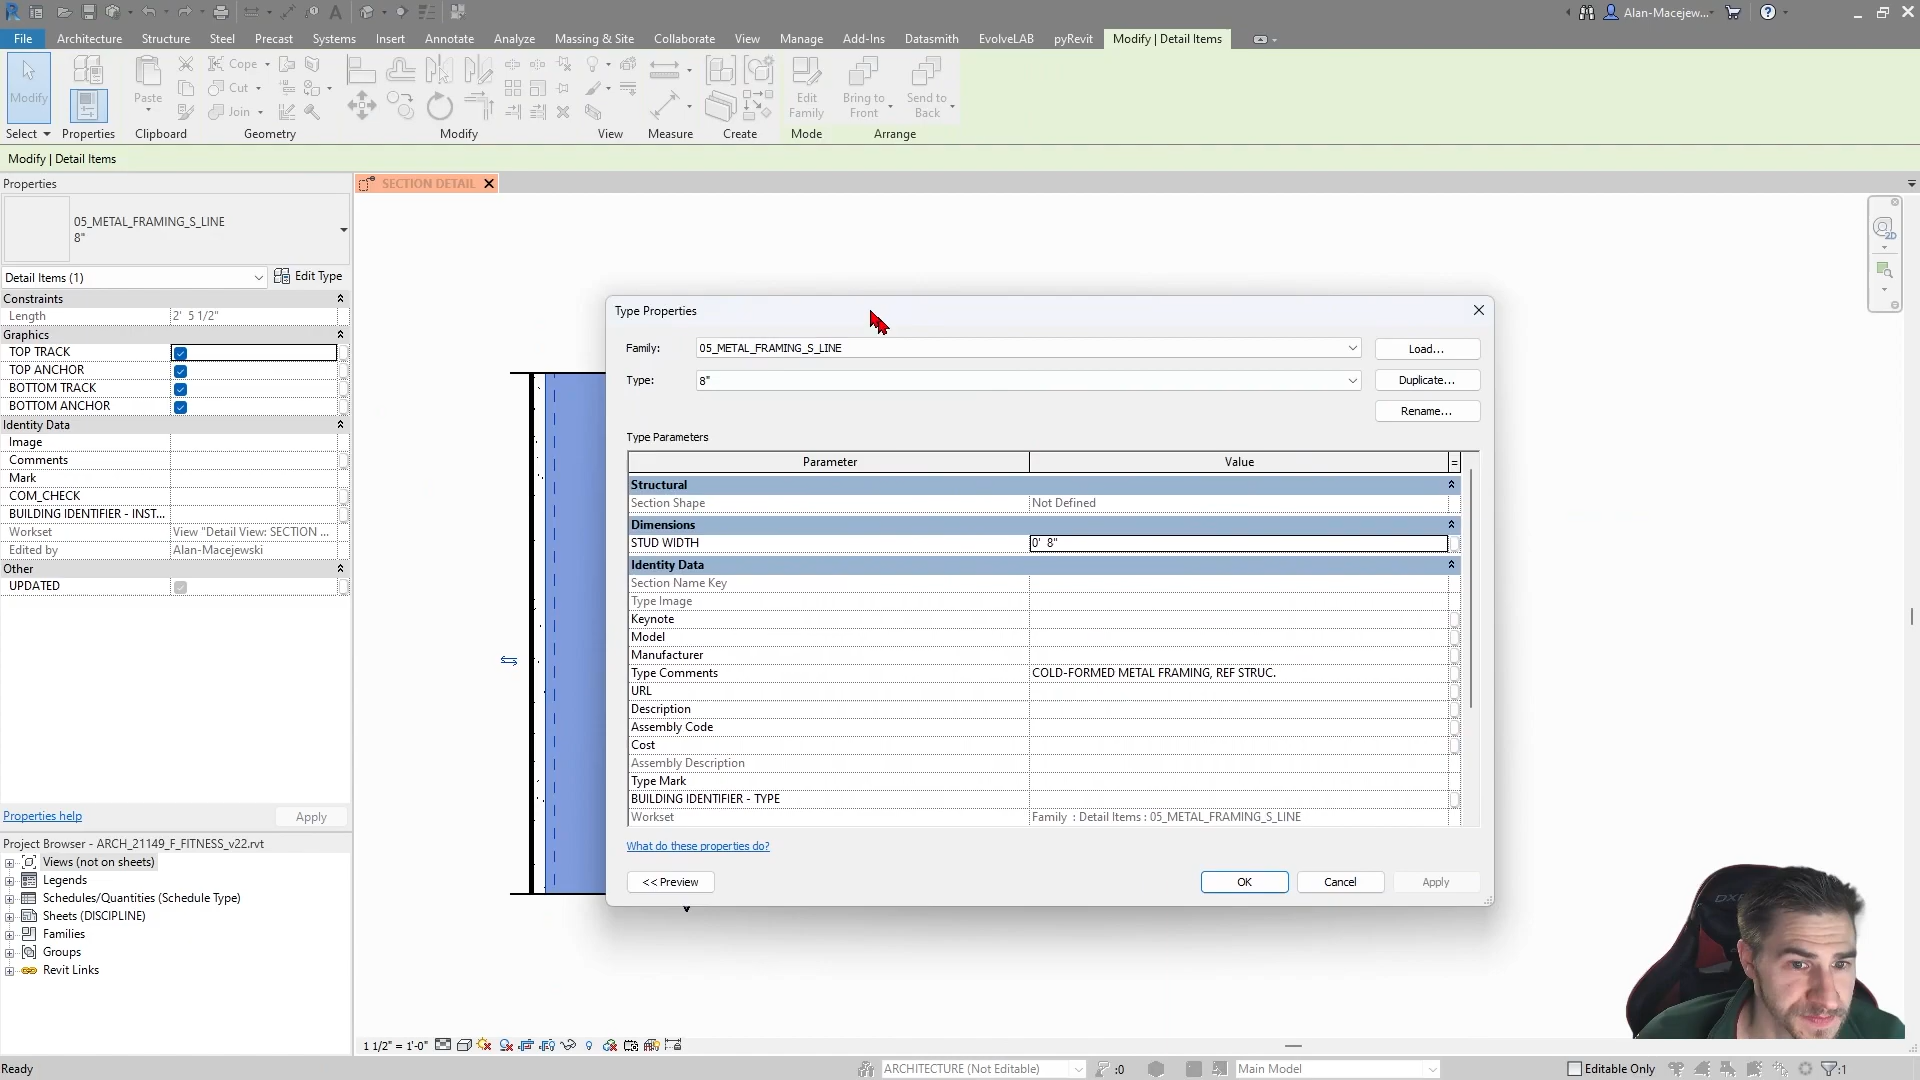 Alan-Macejew...
File Architecture Structure Steel Precast Systems Insert Annotate Analyze Massing & Site Collaborate View Manage Add-Ins Datasmith EvolveLAB pyRevit Modify | Detail Items
Modify Paste Cope Cut Join Edit Family Bring to Front Send to Back
Select Properties Clipboard Geometry Modify View Measure Create Mode Arrange
Modify | Detail Items
Properties
SECTION DETAIL
05_METAL_FRAMING_S_LINE
8"
Detail Items (1) Edit Type
Constraints
Length 2' 5 1/2"
Graphics
TOP TRACK
TOP ANCHOR
BOTTOM TRACK
BOTTOM ANCHOR
Identity Data
Image
Comments
Mark
COM_CHECK
BUILDING IDENTIFIER - INST...
Workset View "Detail View: SECTION ...
Edited by Alan-Macejewski
Other
UPDATED
Properties help Apply
Project Browser - ARCH_21149_F_FITNESS_v22.rvt
Views (not on sheets)
Legends
Schedules/Quantities (Schedule Type)
Sheets (DISCIPLINE)
Families
Groups
Revit Links
Type Properties
Family: 05_METAL_FRAMING_S_LINE Load...
Type: 8" Duplicate...
Rename...
Type Parameters
Parameter Value =
Structural
Section Shape Not Defined
Dimensions
STUD WIDTH 0' 8"
Identity Data
Section Name Key
Type Image
Keynote
Model
Manufacturer
Type Comments COLD-FORMED METAL FRAMING, REF STRUC.
URL
Description
Assembly Code
Cost
Assembly Description
Type Mark
BUILDING IDENTIFIER - TYPE
Workset Family : Detail Items : 05_METAL_FRAMING_S_LINE
What do these properties do?
<< Preview OK Cancel Apply
2D
1 1/2" = 1'-0"
Ready ARCHITECTURE (Not Editable) :0 Main Model Editable Only :1